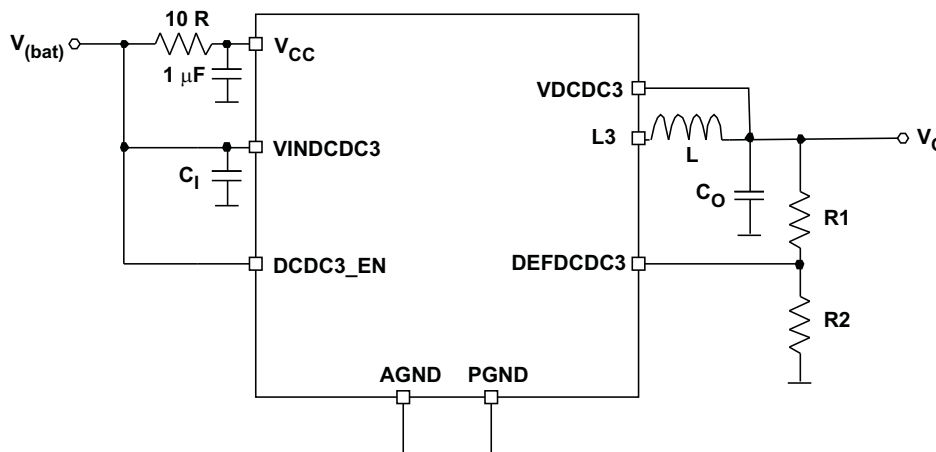 10 R
V(bat)
VCC
1 μF
VDCDC3
L3
VINDCDC3
L
CI
CO
R1
DCDC3_EN
DEFDCDC3
R2
AGND
PGND